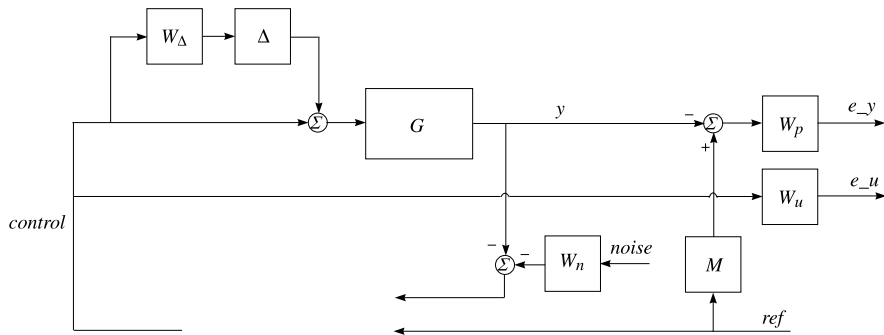 W_Δ
Δ
Σ
G
y
−
Σ
+
W_p
e_y
W_u
e_u
control
−
Σ
−
W_n
noise
M
ref